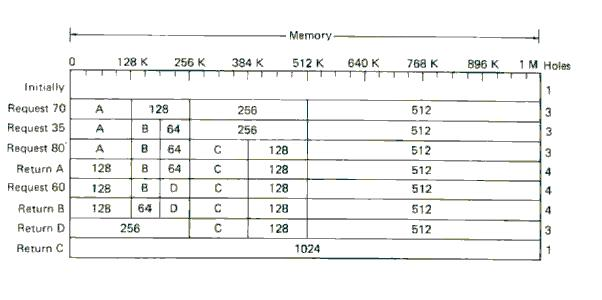 Memory
0 128 K 256 K 384 K 512 K 640 K 768 K 896 K 1 M Holes
Initially 1
Request 70 A 128 256 512 3
Request 35 A B 64 256 512 3
Request 80 A B 64 C 128 512 3
Return A 128 B 64 C 128 512 4
Request 60 128 B D C 128 512 4
Return B 128 64 D C 128 512 4
Return D 256 C 128 512 3
Return C 1024 1